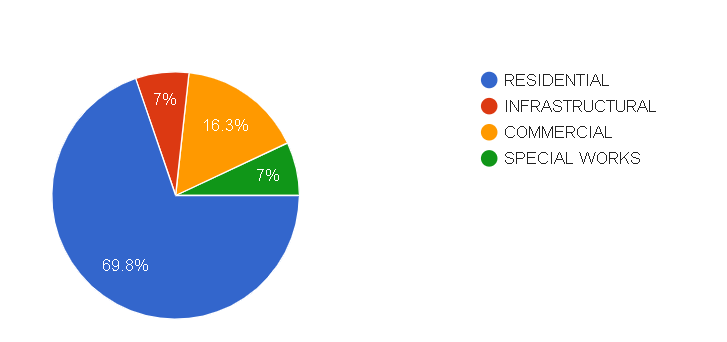 7%
16.3%
7%
69.8%
RESIDENTIAL
INFRASTRUCTURAL
COMMERCIAL
SPECIAL WORKS